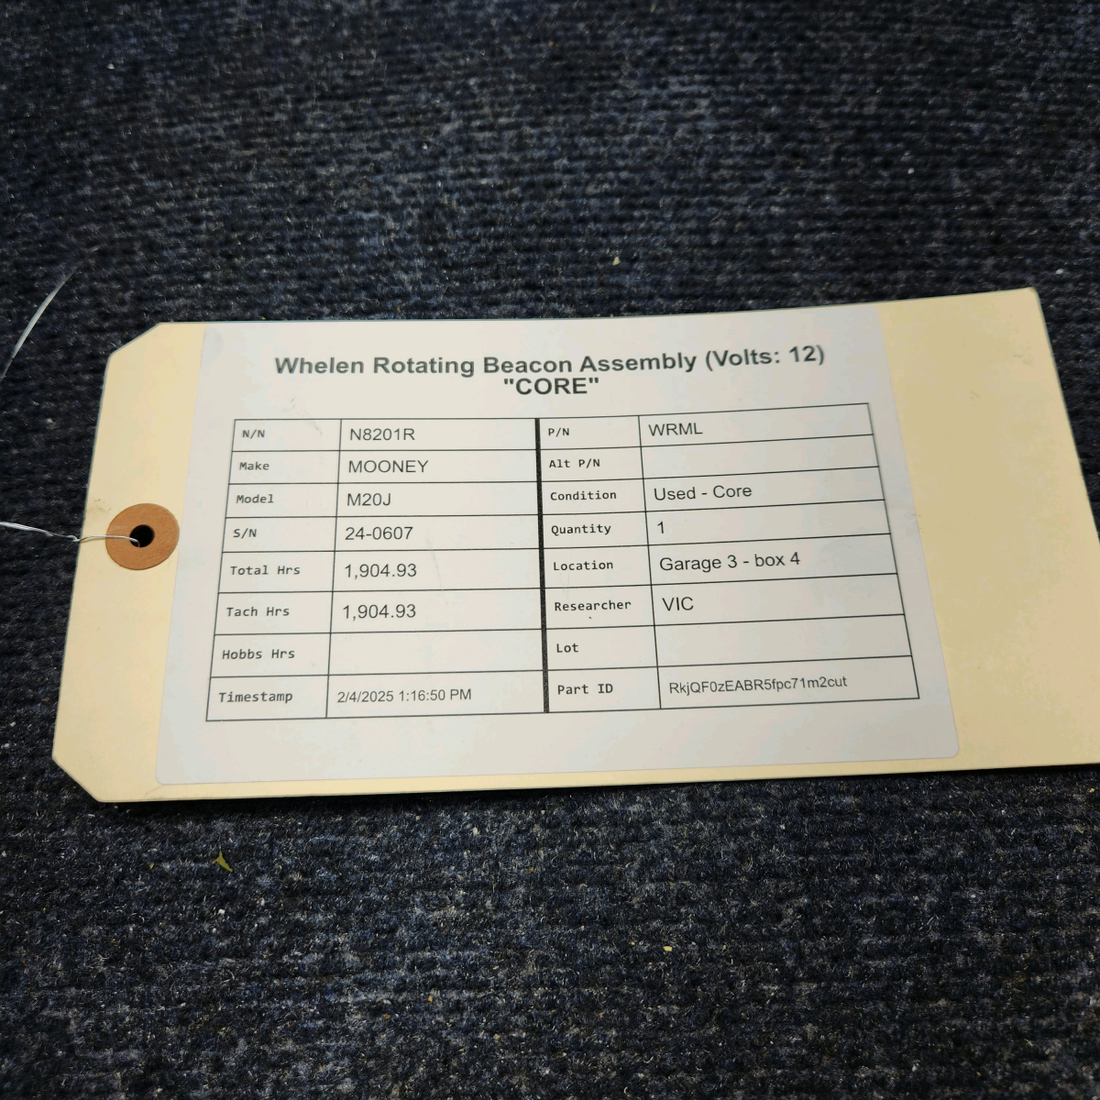 Whelen Rotating Beacon Assembly (Volts: 12)
"CORE"
N/N N8201R P/N WRML
Make MOONEY Alt P/N
Model M20J Condition Used - Core
S/N 24-0607 Quantity 1
Total Hrs 1,904.93 Location Garage 3 - box 4
Tach Hrs 1,904.93 Researcher VIC
Hobbs Hrs Lot
Timestamp 2/4/2025 1:16:50 PM Part ID RkjQF0zEABR5fpc71m2cut